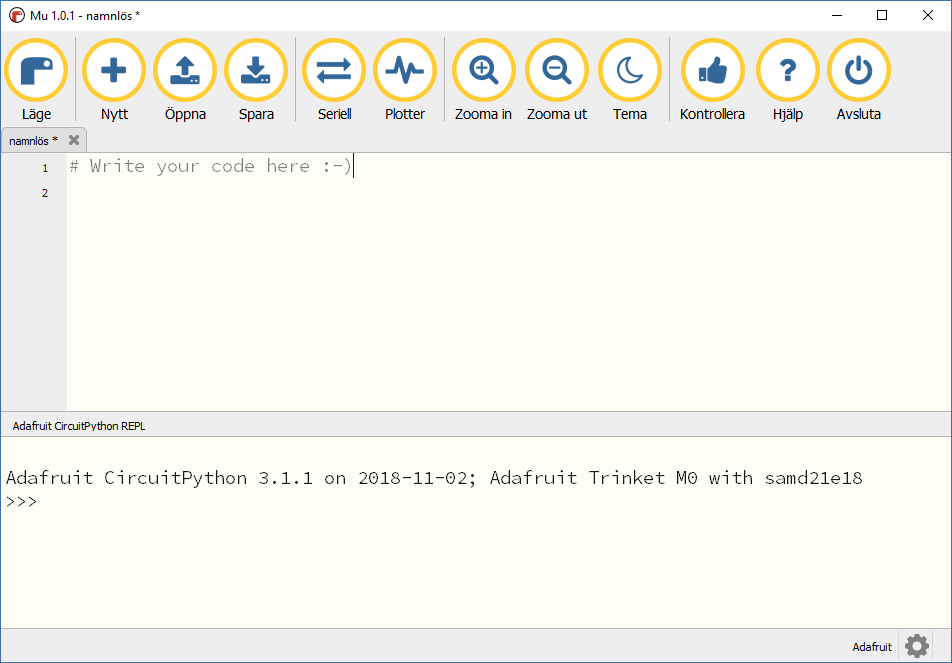 Mu 1.0.1 - namnlös *
Läge Nytt Öppna Spara Seriell Plotter Zooma in Zooma ut Tema Kontrollera Hjälp Avsluta
namnlös *
1 # Write your code here :-)
2
Adafruit CircuitPython REPL
Adafruit CircuitPython 3.1.1 on 2018-11-02; Adafruit Trinket M0 with samd21e18
>>>
Adafruit